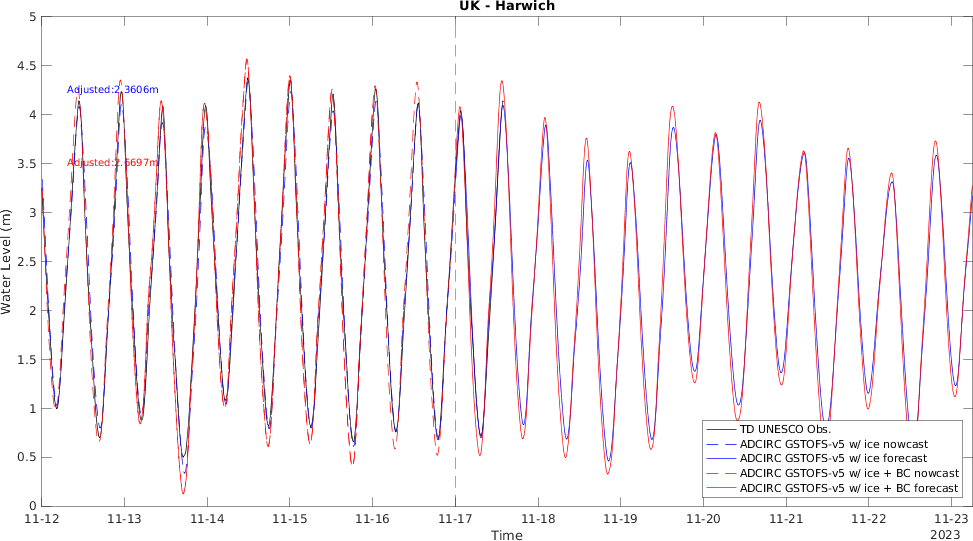 UK - Harwich
5
4.5
4
3.5
3
2.5
2
1.5
1
0.5
0
Water Level (m)
Adjusted:2.3606m
Adjusted:2.6697m
TD UNESCO Obs.
ADCIRC GSTOFS-v5 w/ ice nowcast
ADCIRC GSTOFS-v5 w/ ice forecast
ADCIRC GSTOFS-v5 w/ ice + BC nowcast
ADCIRC GSTOFS-v5 w/ ice + BC forecast
11-12 11-13 11-14 11-15 11-16 11-17 11-18 11-19 11-20 11-21 11-22 11-23
Time
2023